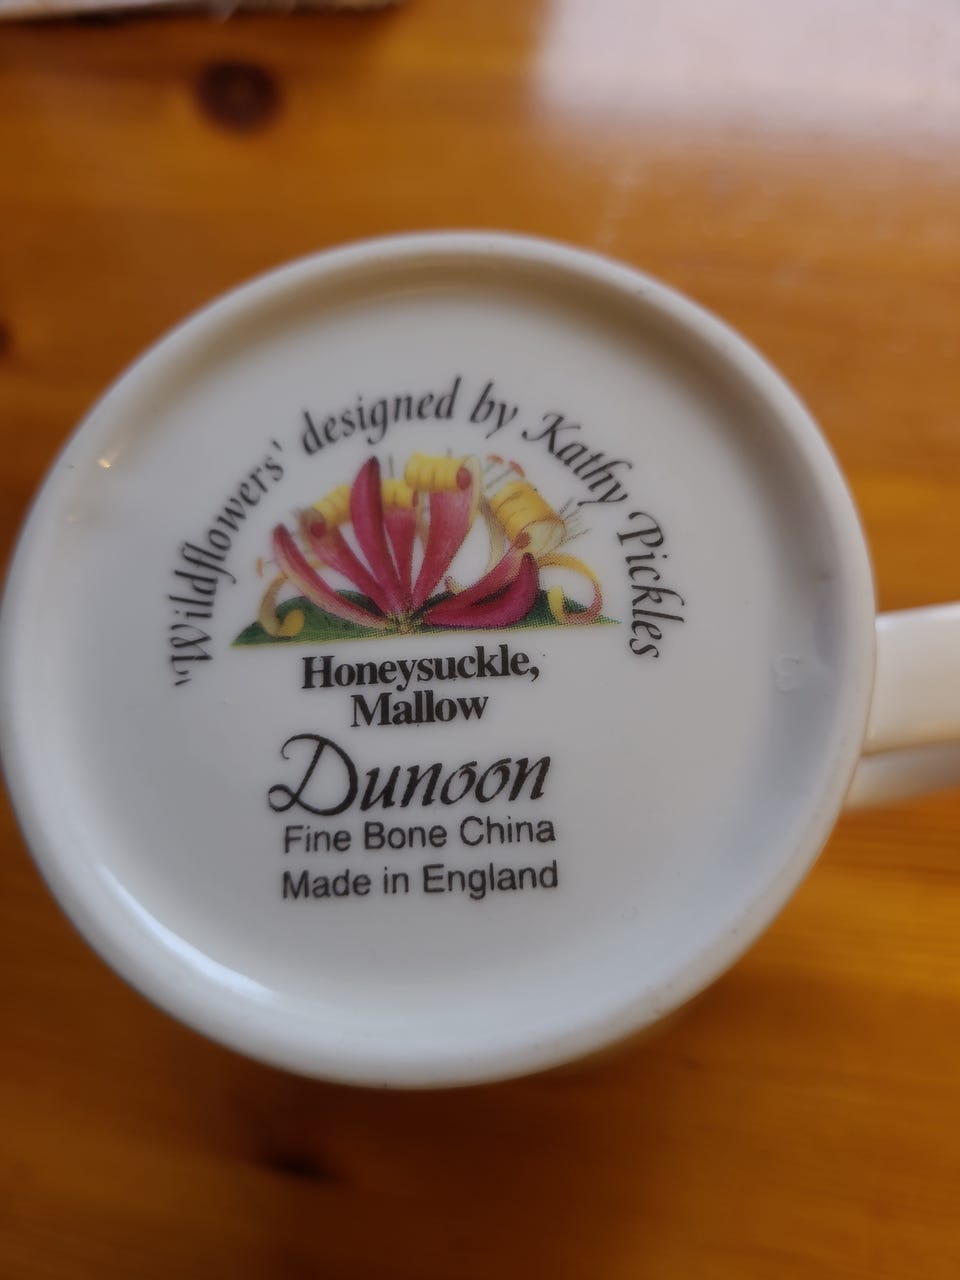 'Wildflowers' designed by Kathy Pickles
Honeysuckle,
Mallow
Dunoon
Fine Bone China
Made in England